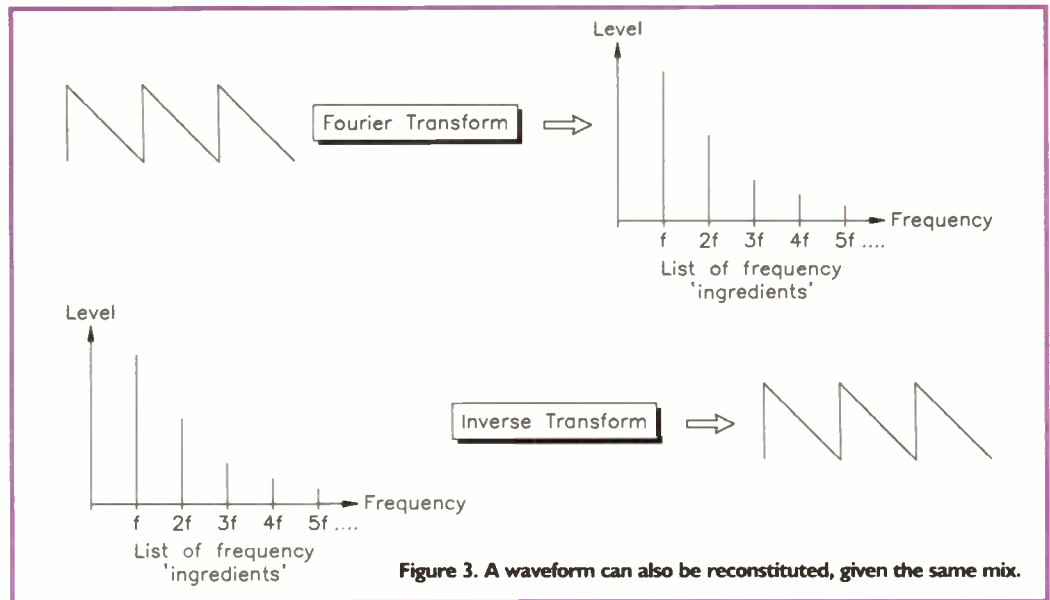 Level
Fourier Transform
Frequency
f 2f 3f 4f 5f ....
List of frequency
'ingredients'
Level
Inverse Transform
Frequency
f 2f 3f 4f 5f ....
List of frequency
'ingredients'
Figure 3. A waveform can also be reconstituted, given the same mix.